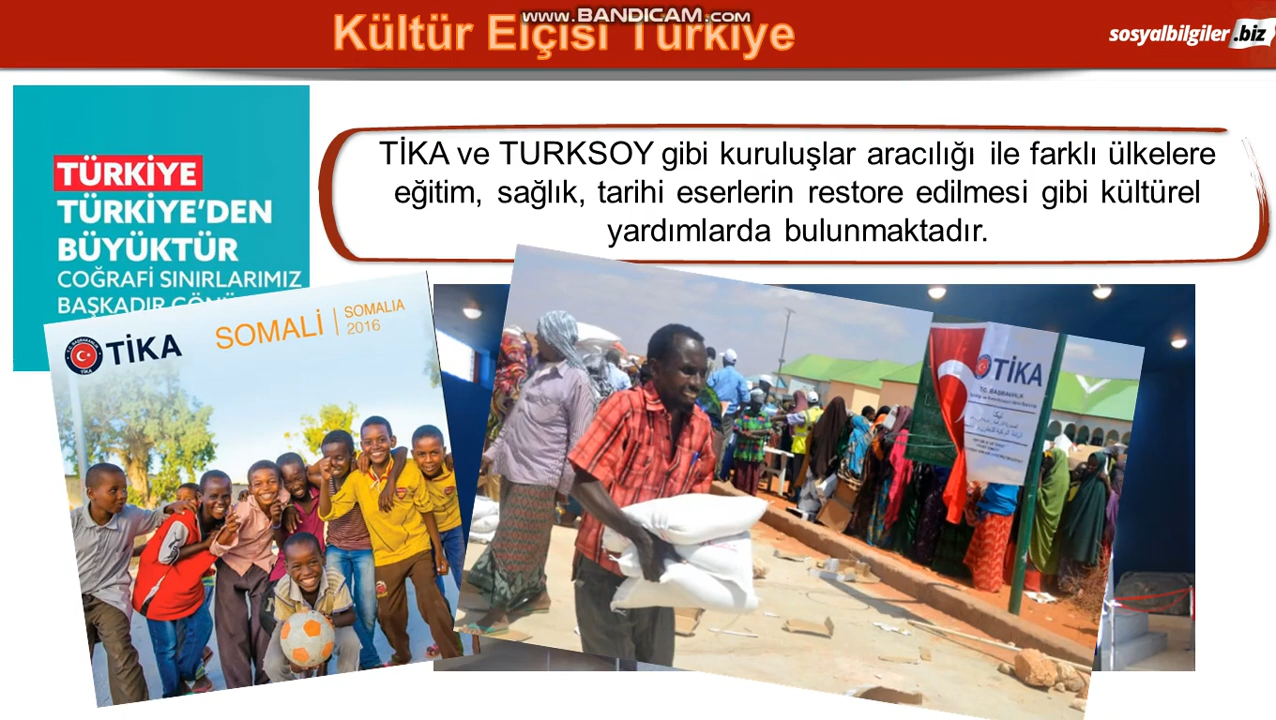 www.BANDICAM.com
Kültür Elçisi Türkiye
sosyalbilgiler.biz
TİKA ve TURKSOY gibi kuruluşlar aracılığı ile farklı ülkelere
eğitim, sağlık, tarihi eserlerin restore edilmesi gibi kültürel
yardımlarda bulunmaktadır.
TÜRKİYE
TÜRKİYE'DEN
BÜYÜKTÜR
COĞRAFİ SINIRLARIMIZ
BAŞKADIR
TİKA
SOMALİ | SOMALIA
2016
TİKA
T.C. BAŞBAKANLIK